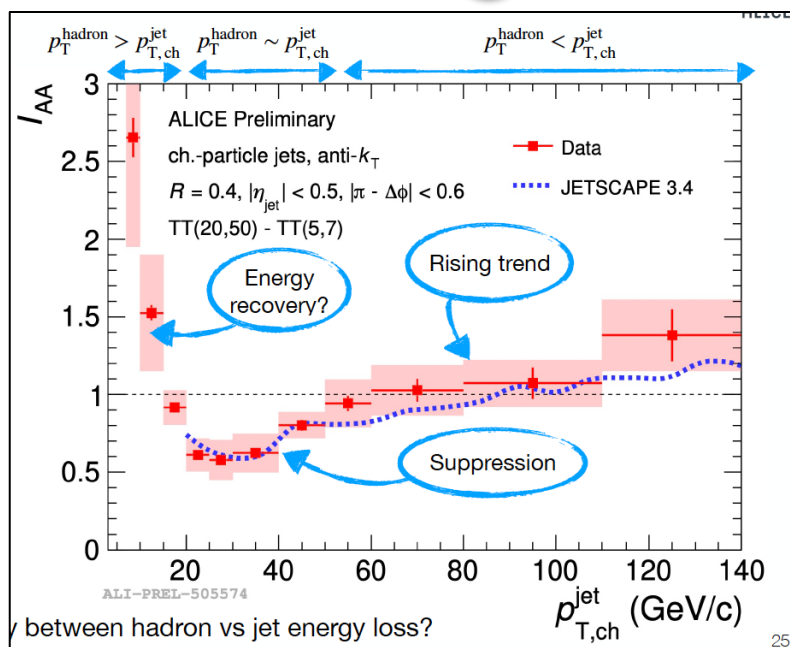 p_T^hadron > p_T,ch^jet p_T^hadron ~ p_T,ch^jet p_T^hadron < p_T,ch^jet
I_AA
3
2.5
2
1.5
1
0.5
0
ALICE Preliminary
ch.-particle jets, anti-k_T
R = 0.4, |η_jet| < 0.5, |π - Δϕ| < 0.6
TT(20,50) - TT(5,7)
Data
JETSCAPE 3.4
Energy
recovery?
Rising trend
Suppression
20 40 60 80 100 120 140
ALI-PREL-505574
p_T,ch^jet (GeV/c)
between hadron vs jet energy loss?
25